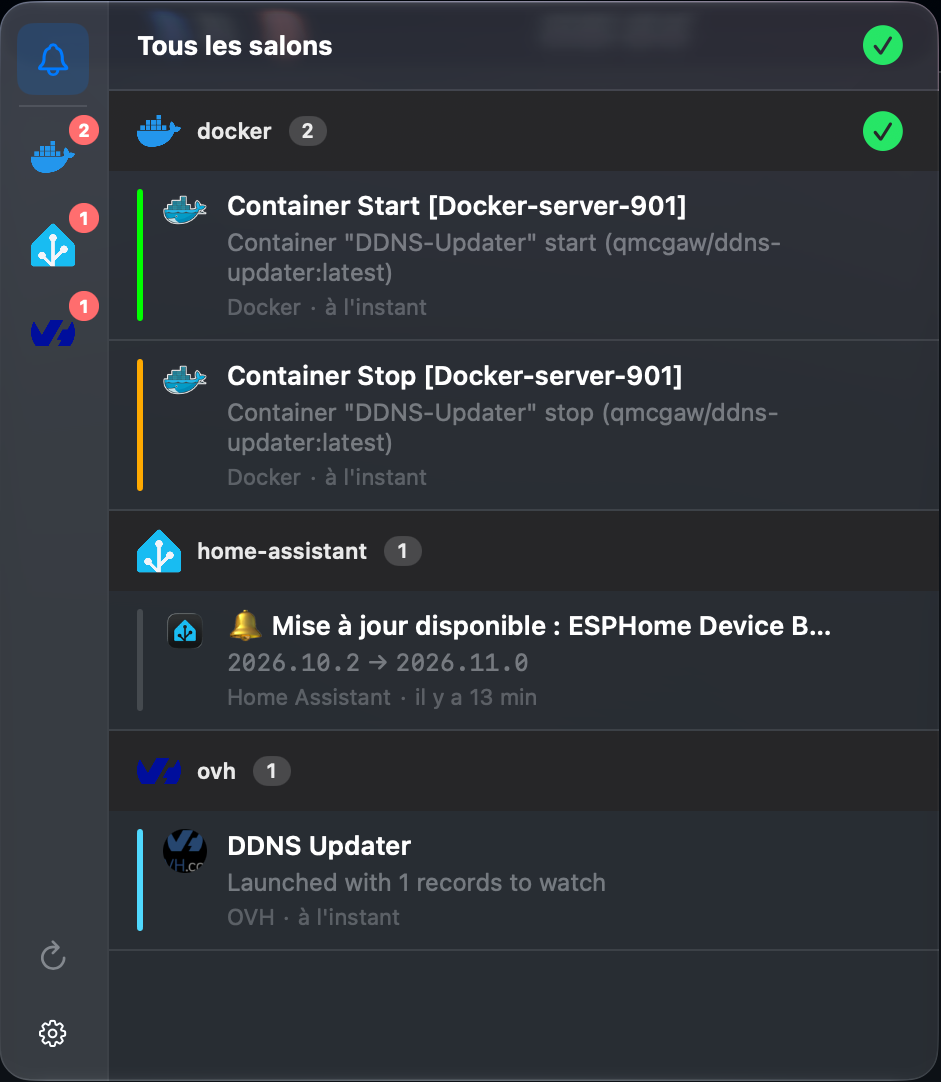 Tous les salons
2
docker 2
Container Start [Docker-server-901]
1
Container "DDNS-Updater" start (qmcgaw/ddns-
updater:latest)
1
Docker · à l'instant
Container Stop [Docker-server-901]
Container "DDNS-Updater" stop (qmcgaw/ddns-
updater:latest)
Docker · à l'instant
home-assistant 1
Mise à jour disponible : ESPHome Device B...
2026.10.2 → 2026.11.0
Home Assistant · il y a 13 min
ovh 1
DDNS Updater
Launched with 1 records to watch
OVH · à l'instant